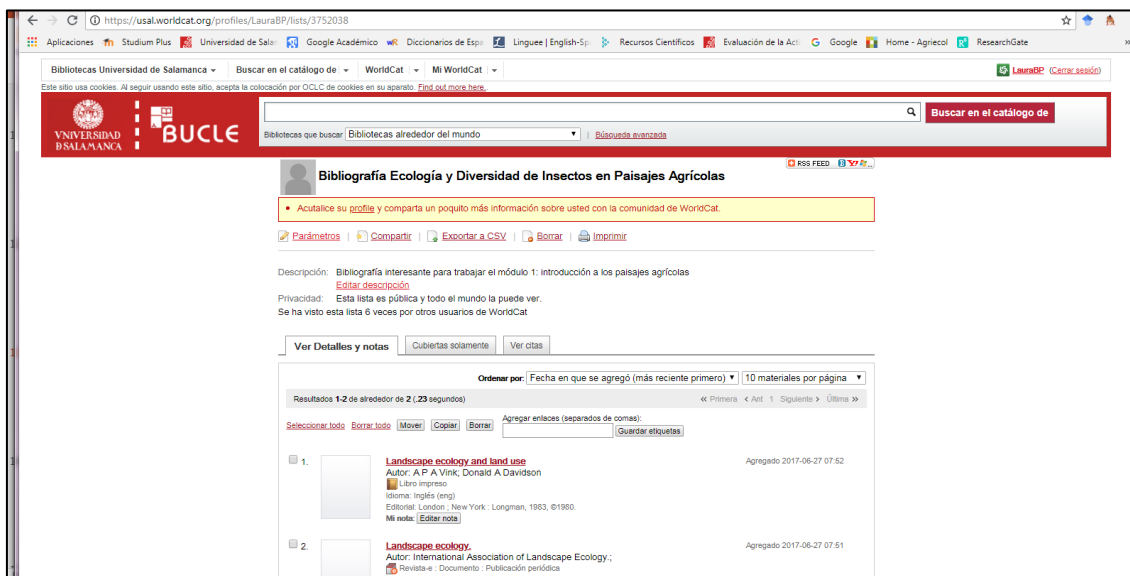 https://usal.worldcat.org/profiles/LauraBP/lists/3752038
Aplicaciones Studium Plus Universidad de Sala Google Académico wR Diccionarios de Espa Linguee | English-Sp Recursos Científicos Evaluación de la Acti G Google Home - Agriecol ResearchGate »
Bibliotecas Universidad de Salamanca Buscar en el catálogo de WorldCat Mi WorldCat LauraBP (Cerrar sesión)
Este sitio usa cookies. Al seguir usando este sitio, acepta la colocación por OCLC de cookies en su aparato. Find out more here.
VNIVERSIDAD
D SALAMANCA
BUCLE
Buscar en el catálogo de
Bibliotecas que buscar Bibliotecas alrededor del mundo | Búsqueda avanzada
RSS FEED
Bibliografía Ecología y Diversidad de Insectos en Paisajes Agrícolas
• Acutalice su profile y comparta un poquito más información sobre usted con la comunidad de WorldCat.
Parámetros | Compartir | Exportar a CSV | Borrar | Imprimir
Descripción: Bibliografía interesante para trabajar el módulo 1: introducción a los paisajes agrícolas
Editar descripción
Privacidad: Esta lista es pública y todo el mundo la puede ver.
Se ha visto esta lista 6 veces por otros usuarios de WorldCat
Ver Detalles y notas Cubiertas solamente Ver citas
Ordenar por: Fecha en que se agregó (más reciente primero) 10 materiales por página
Resultados 1-2 de alrededor de 2 (.23 segundos) « Primera < Ant 1 Siguiente > Última »
Agregar enlaces (separados de comas):
Seleccionar todo Borrar todo Mover Copiar Borrar Guardar etiquetas
1. Landscape ecology and land use Agregado 2017-06-27 07:52
Autor: A P A Vink; Donald A Davidson
Libro impreso
Idioma: Inglés (eng)
Editorial: London ; New York : Longman, 1983, ©1980.
Mi nota: Editar nota
2. Landscape ecology. Agregado 2017-06-27 07:51
Autor: International Association of Landscape Ecology.;
Revista-e : Documento : Publicación periódica